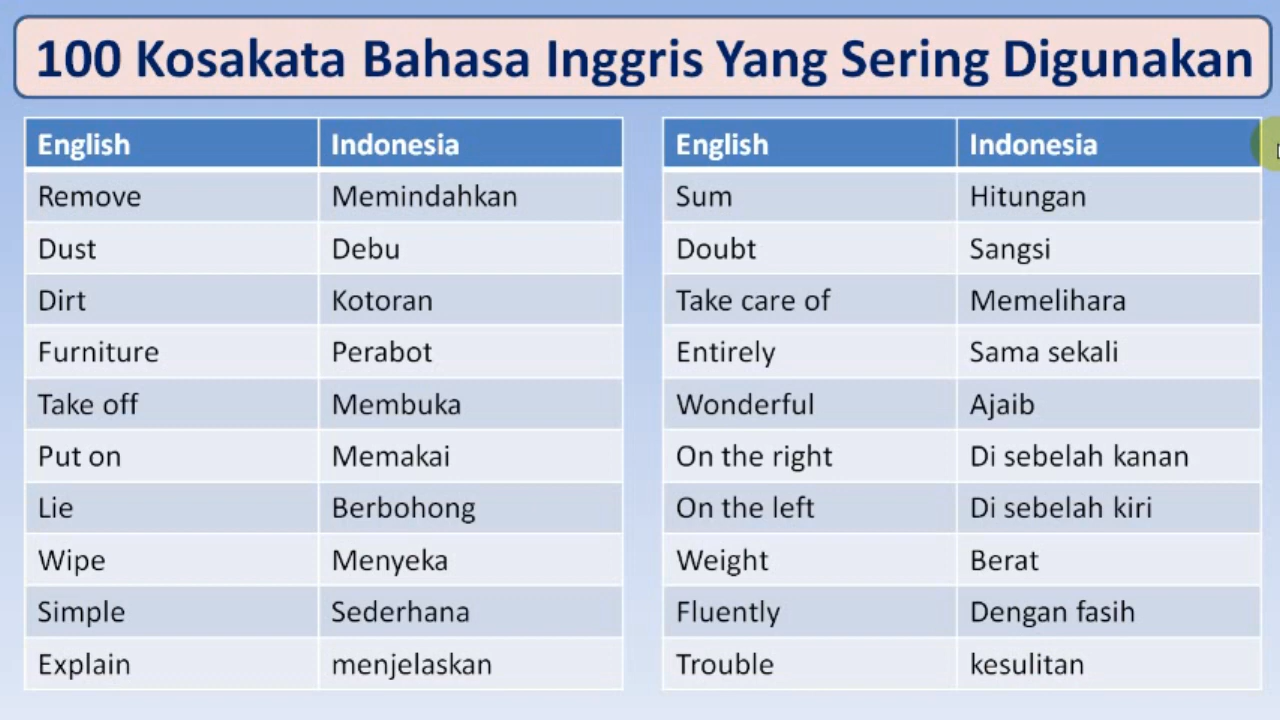 100 Kosakata Bahasa Inggris Yang Sering Digunakan
English Indonesia
Remove Memindahkan
Dust Debu
Dirt Kotoran
Furniture Perabot
Take off Membuka
Put on Memakai
Lie Berbohong
Wipe Menyeka
Simple Sederhana
Explain menjelaskan
English Indonesia
Sum Hitungan
Doubt Sangsi
Take care of Memelihara
Entirely Sama sekali
Wonderful Ajaib
On the right Di sebelah kanan
On the left Di sebelah kiri
Weight Berat
Fluently Dengan fasih
Trouble kesulitan